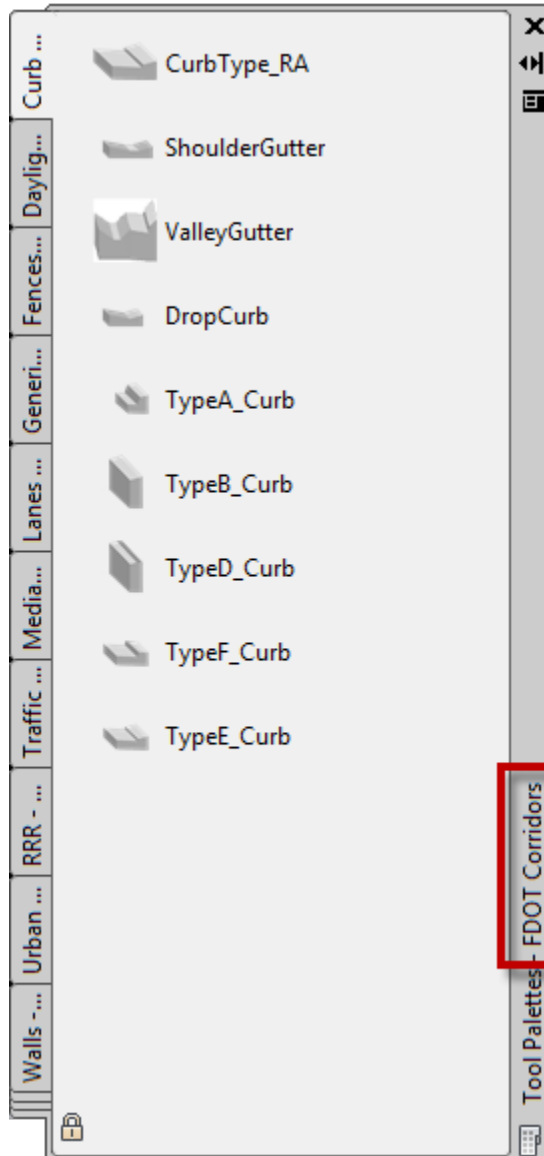 Curb ...
Daylig...
Fences...
Generi...
Lanes ...
Media...
Traffic ...
RRR - ...
Urban ...
Walls -...
CurbType_RA
ShoulderGutter
ValleyGutter
DropCurb
TypeA_Curb
TypeB_Curb
TypeD_Curb
TypeF_Curb
TypeE_Curb
Tool Palettes - FDOT Corridors